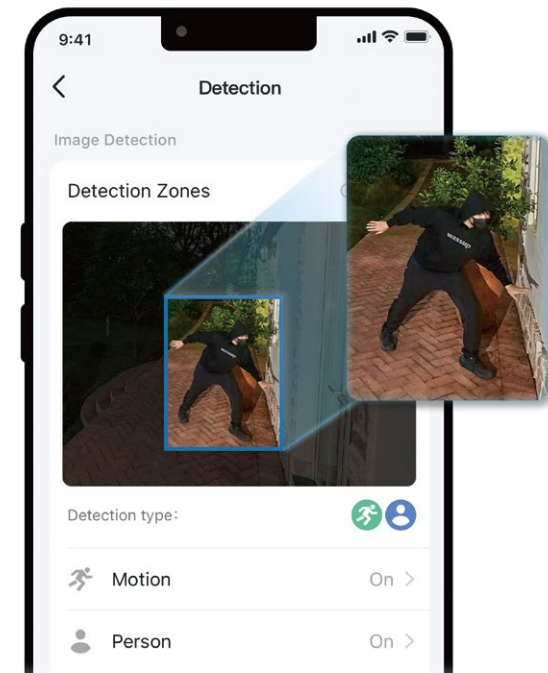 9:41
Detection
Image Detection
Detection Zones
Detection type:
Motion
On
Person
On